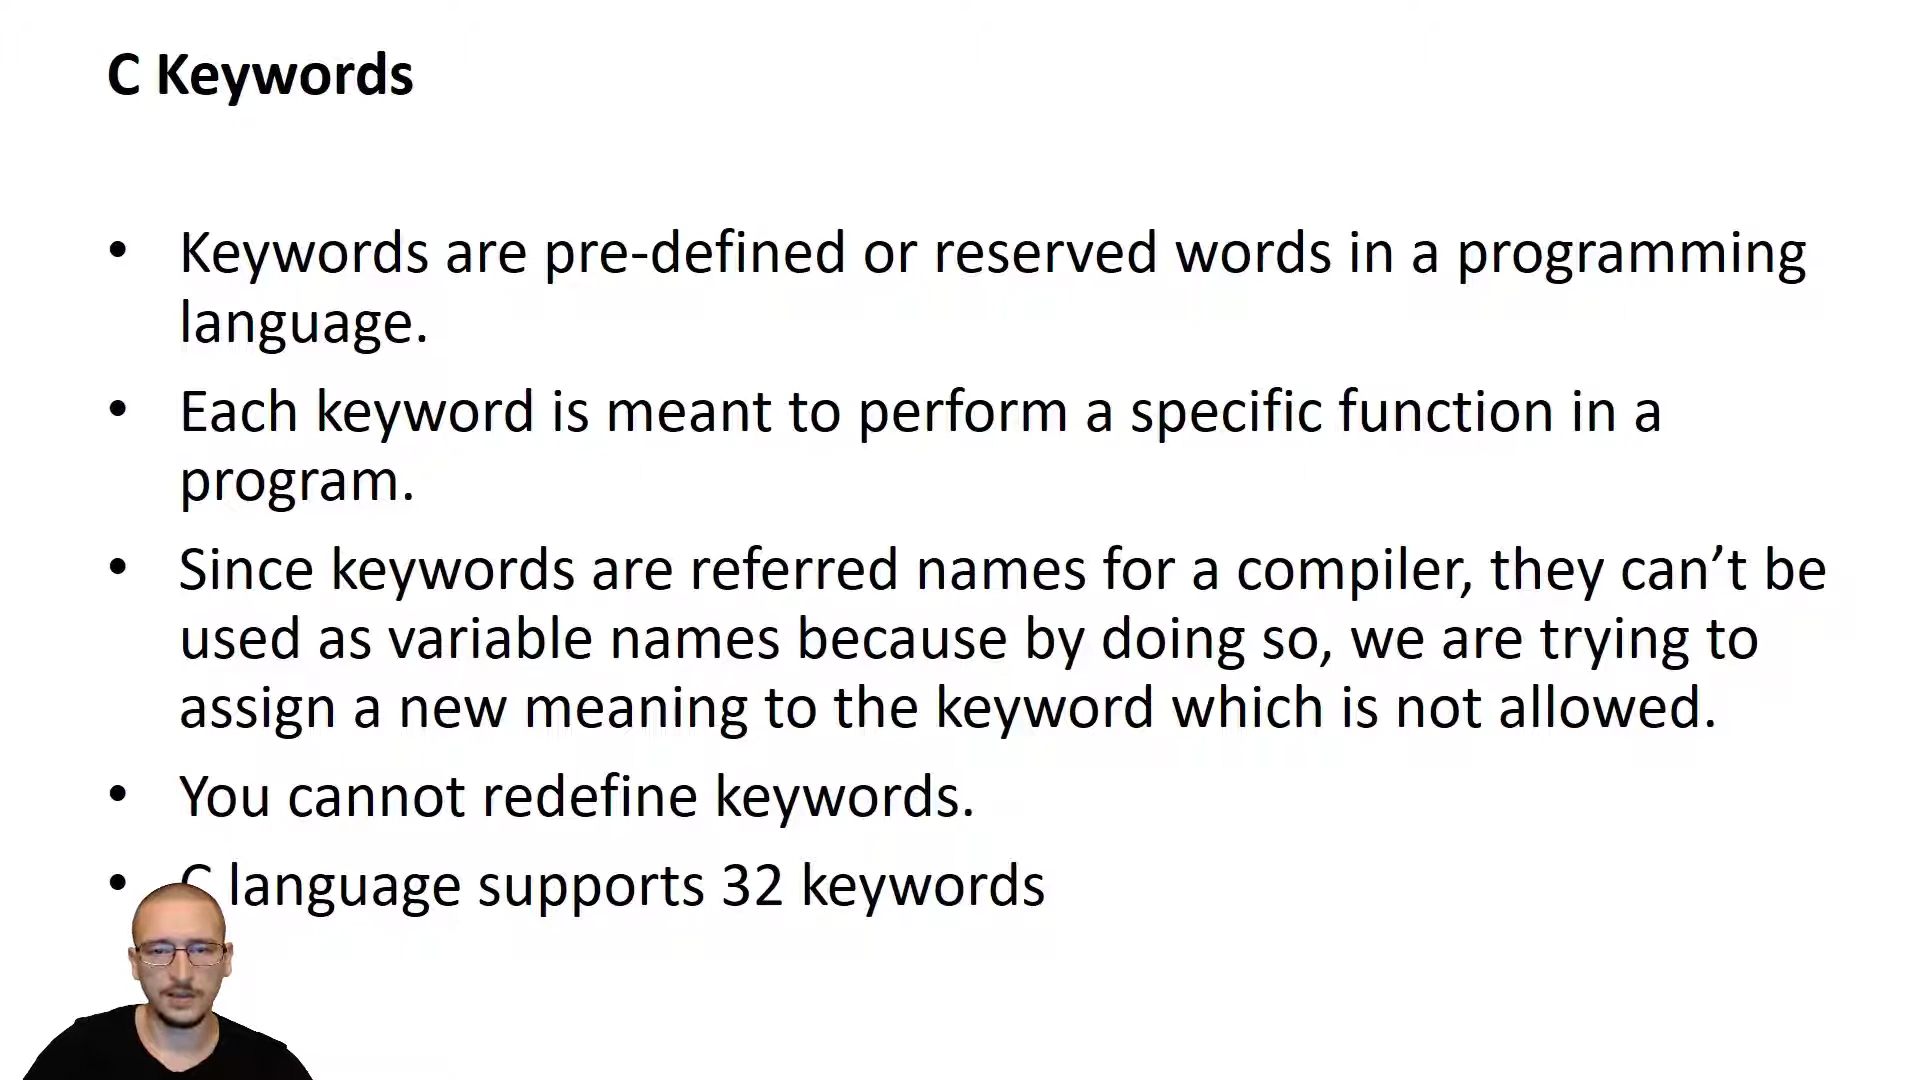 C Keywords
• Keywords are pre-defined or reserved words in a programming
language.
• Each keyword is meant to perform a specific function in a
program.
• Since keywords are referred names for a compiler, they can’t be
used as variable names because by doing so, we are trying to
assign a new meaning to the keyword which is not allowed.
• You cannot redefine keywords.
• C language supports 32 keywords